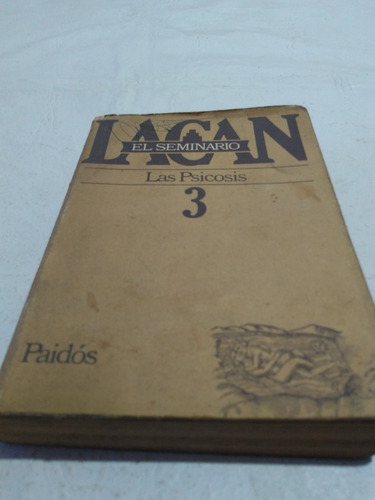 LACAN
EL SEMINARIO
Las Psicosis
3
Paidós